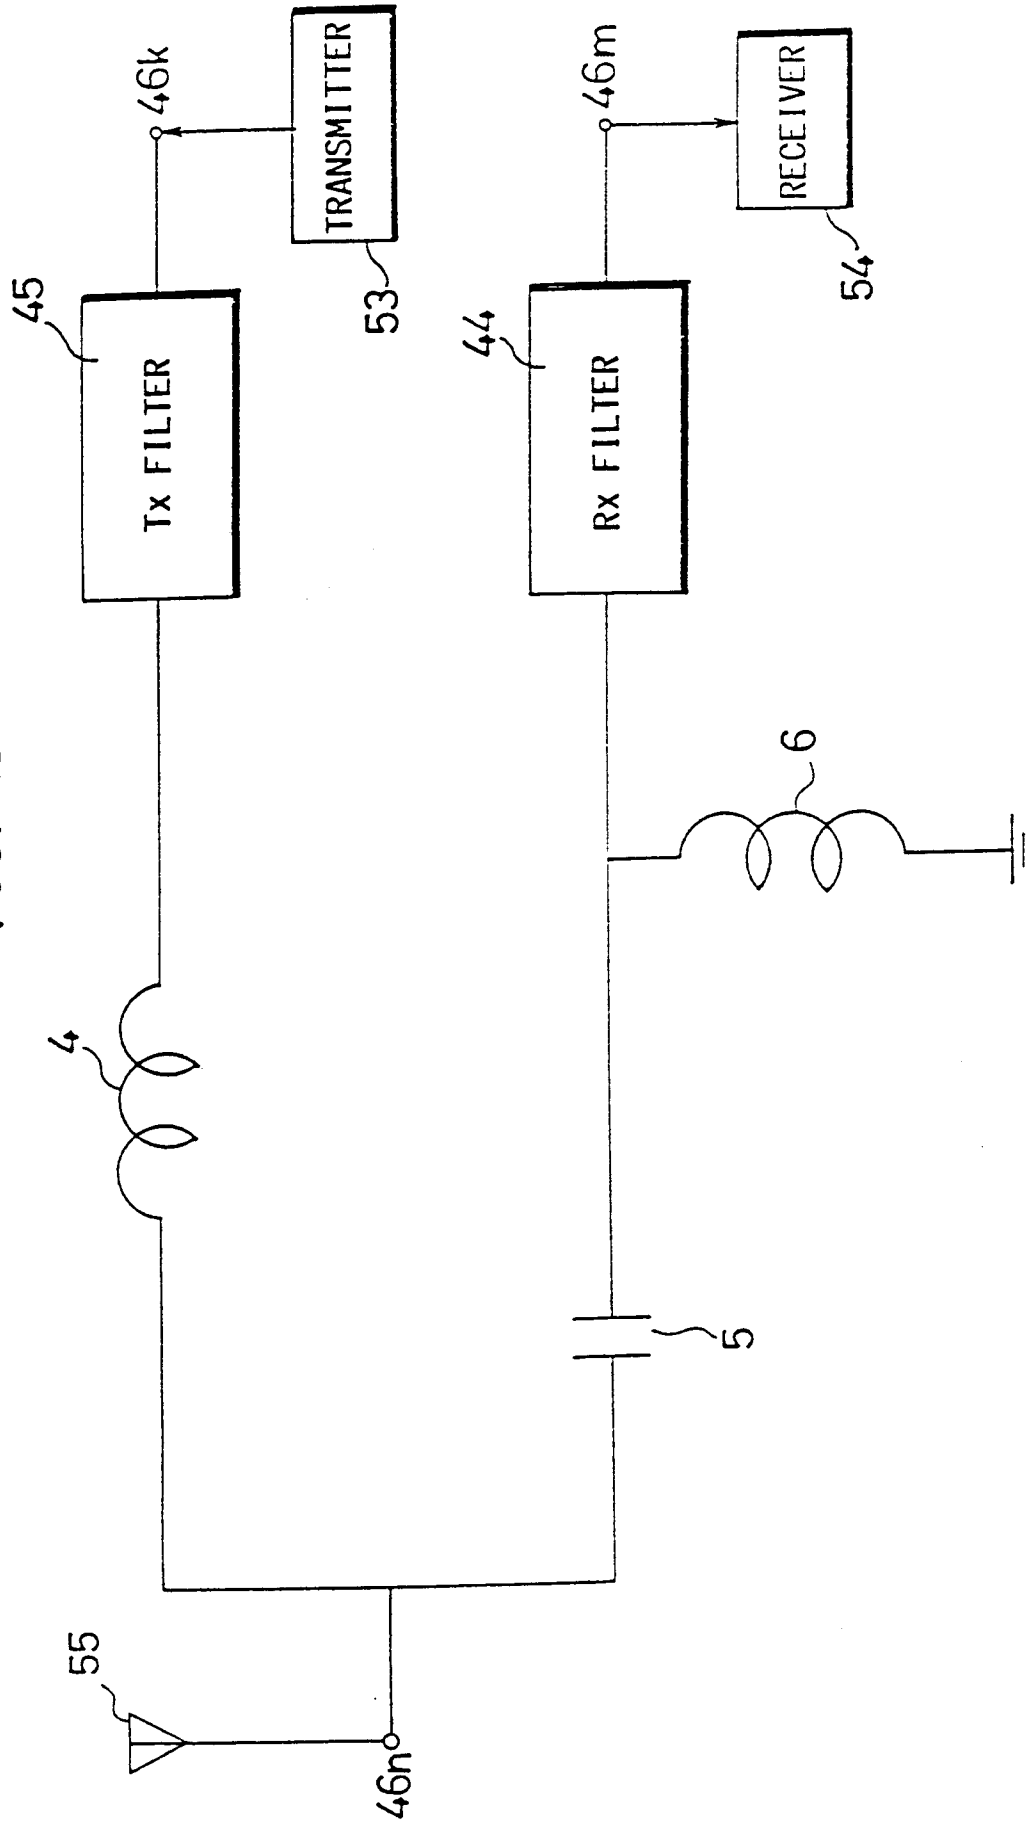 55
46n
4
5
6
45
Tx FILTER
44
Rx FILTER
46k
TRANSMITTER
53
46m
RECEIVER
54